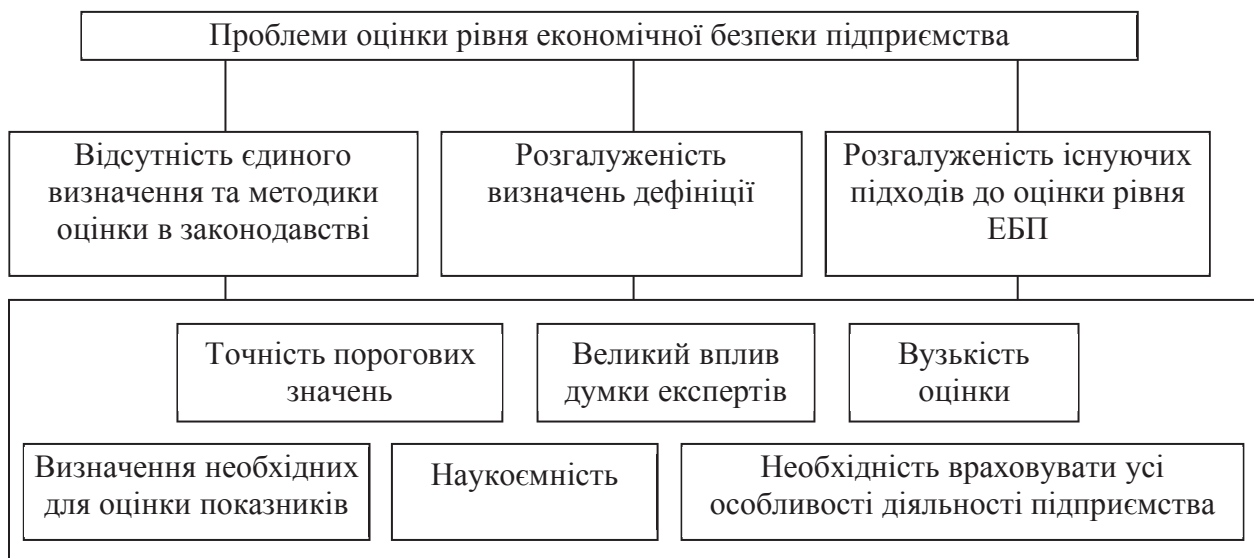 Проблеми оцінки рівня економічної безпеки підприємства
Відсутність єдиного
визначення та методики
оцінки в законодавстві
Розгалуженість
визначень дефініції
Розгалуженість існуючих
підходів до оцінки рівня
ЕБП
Точність порогових
значень
Великий вплив
думки експертів
Вузькість
оцінки
Визначення необхідних
для оцінки показників
Наукоємність
Необхідність враховувати усі
особливості діяльності підприємства